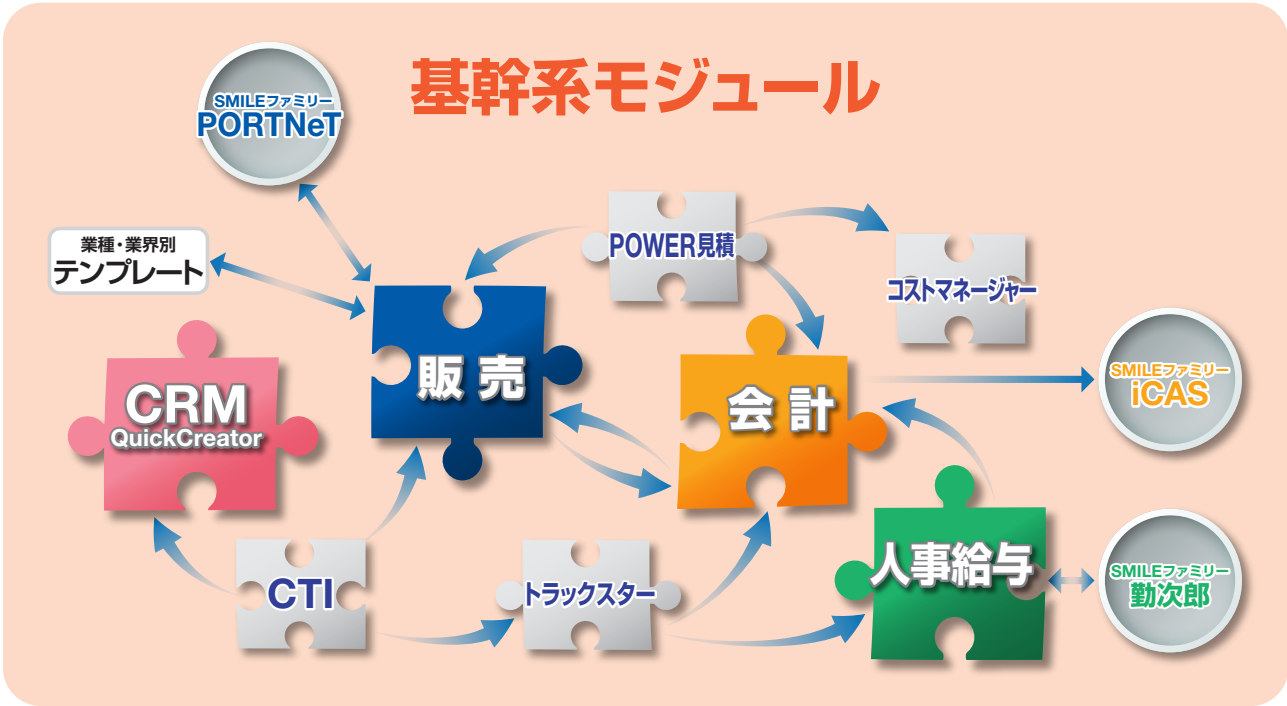 基幹系モジュール
SMILEファミリー
PORTNeT
業種・業界別
テンプレート
POWER見積
コストマネージャー
販売
会計
SMILEファミリー
iCAS
CRM
QuickCreator
CTI
トラックスター
人事給与
SMILEファミリー
勤次郎